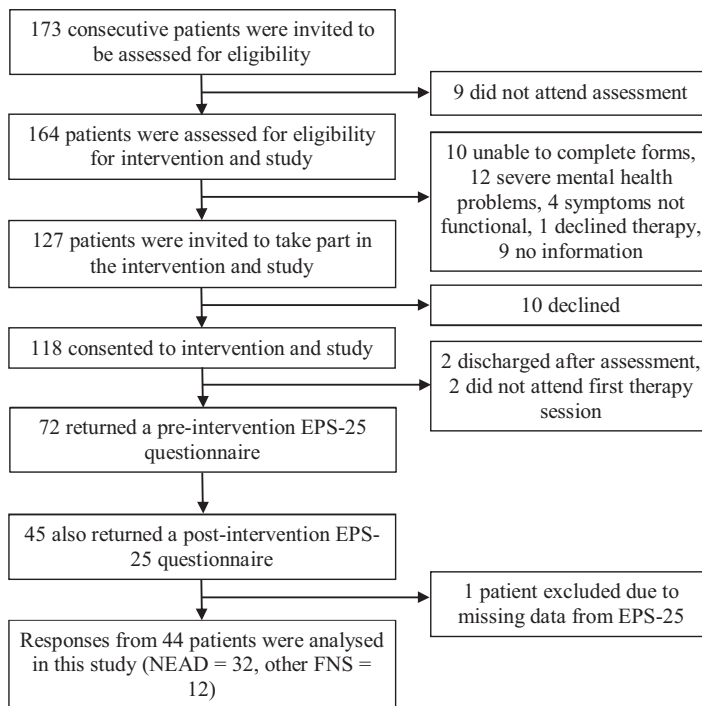 173 consecutive patients were invited to
be assessed for eligibility
9 did not attend assessment
164 patients were assessed for eligibility
for intervention and study
10 unable to complete forms,
12 severe mental health
problems, 4 symptoms not
functional, 1 declined therapy,
9 no information
127 patients were invited to take part in
the intervention and study
10 declined
118 consented to intervention and study
2 discharged after assessment,
2 did not attend first therapy
session
72 returned a pre-intervention EPS-25
questionnaire
45 also returned a post-intervention EPS-
25 questionnaire
1 patient excluded due to
missing data from EPS-25
Responses from 44 patients were analysed
in this study (NEAD = 32, other FNS =
12)